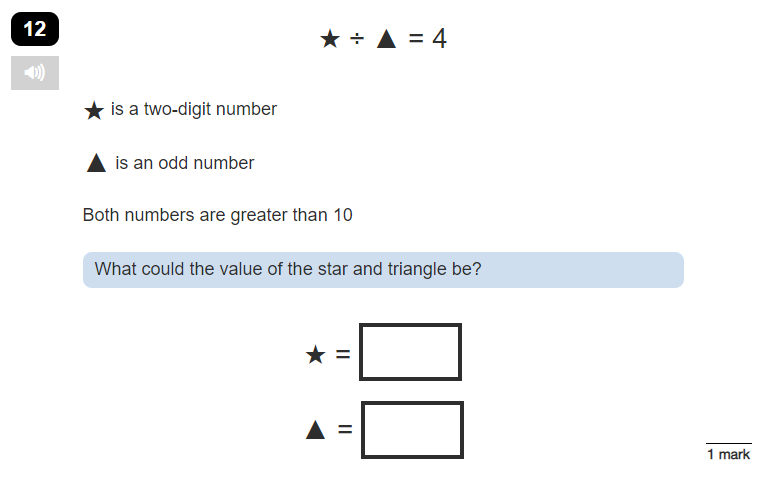 12
★ ÷ ▲ = 4
★ is a two-digit number
▲ is an odd number
Both numbers are greater than 10
What could the value of the star and triangle be?
★ =
▲ =
1 mark